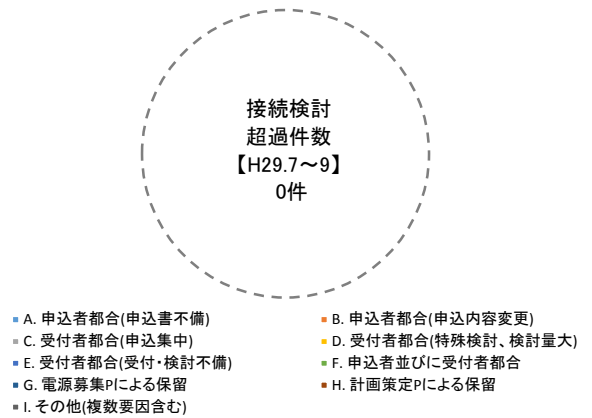 接続検討
超過件数
【H29.7～9】
0件
A. 申込者都合(申込書不備)
B. 申込者都合(申込内容変更)
C. 受付者都合(申込集中)
D. 受付者都合(特殊検討、検討量大)
E. 受付者都合(受付・検討不備)
F. 申込者並びに受付者都合
G. 電源募集Pによる保留
H. 計画策定Pによる保留
I. その他(複数要因含む)